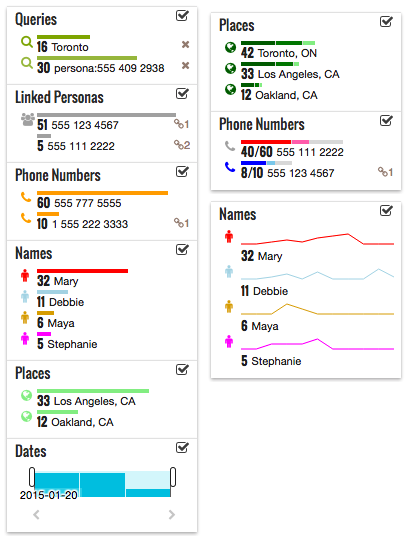 Queries
16 Toronto
30 persona:555 409 2938
Linked Personas
51 555 123 4567 1
5 555 111 2222 2
Phone Numbers
60 555 777 5555
10 1 555 222 3333 1
Names
32 Mary
11 Debbie
6 Maya
5 Stephanie
Places
33 Los Angeles, CA
12 Oakland, CA
Dates
2015-01-20
Places
42 Toronto, ON
33 Los Angeles, CA
12 Oakland, CA
Phone Numbers
40/60 555 111 2222
8/10 555 123 4567 1
Names
32 Mary
11 Debbie
6 Maya
5 Stephanie